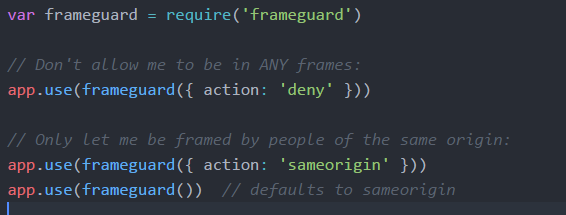 var frameguard = require('frameguard')
// Don't allow me to be in ANY frames:
app.use(frameguard({ action: 'deny' }))
// Only let me be framed by people of the same origin:
app.use(frameguard({ action: 'sameorigin' }))
app.use(frameguard())  // defaults to sameorigin